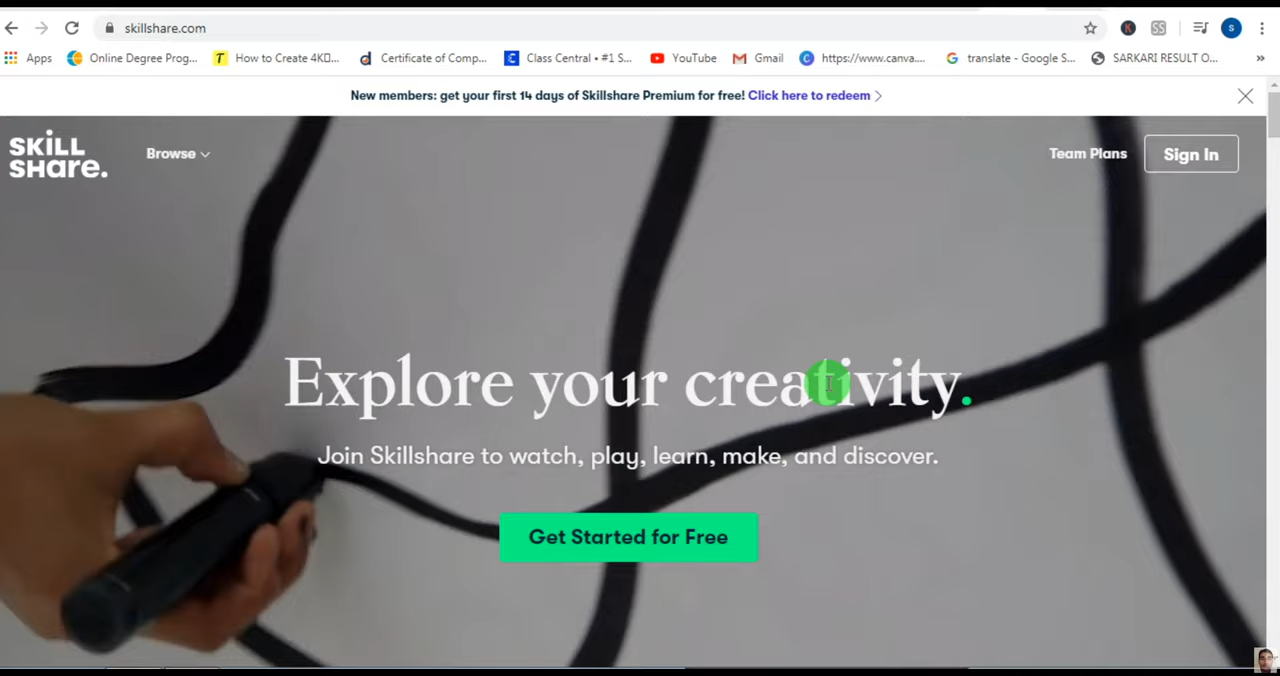 skillshare.com
K
SS
s
Apps
Online Degree Prog...
T
How to Create 4K...
d
Certificate of Comp...
C
Class Central • #1 S...
YouTube
Gmail
C
https://www.canva....
G
translate - Google S...
SARKARI RESULT O...
»
New members: get your first 14 days of Skillshare Premium for free! Click here to redeem
SKILL
SHare.
Browse
Team Plans
Sign In
Explore your creativity.
Join Skillshare to watch, play, learn, make, and discover.
Get Started for Free